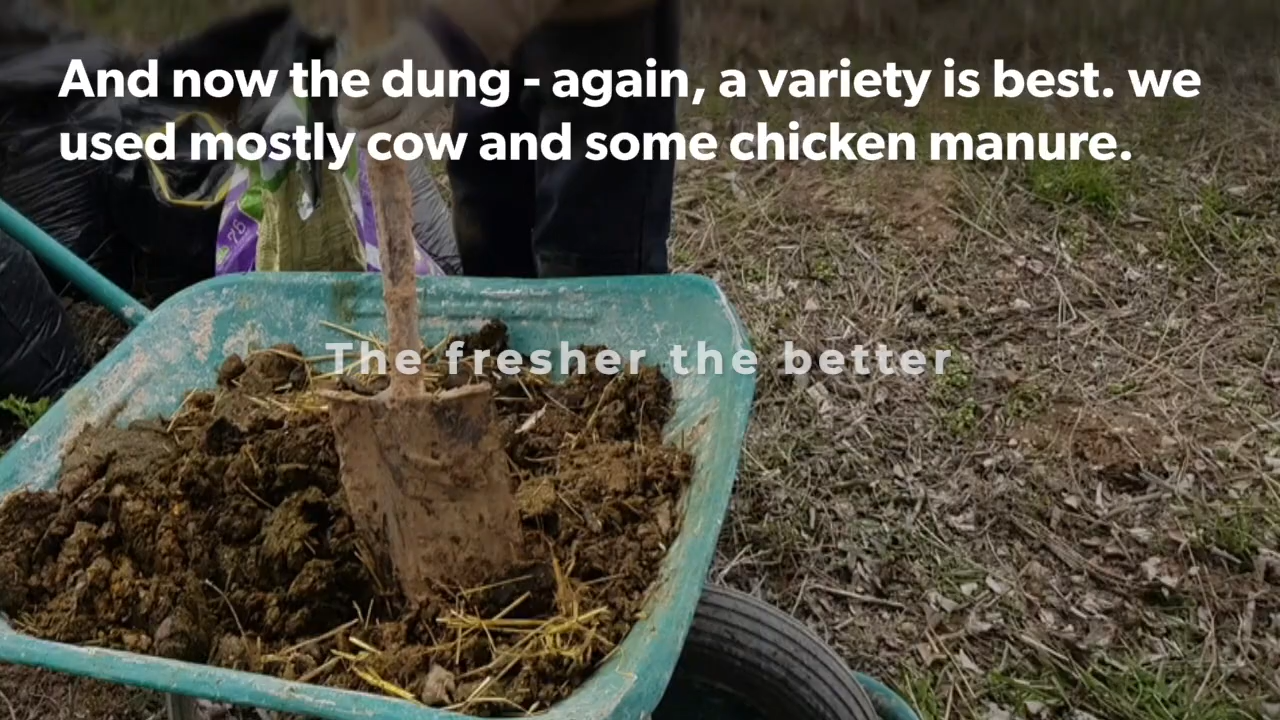 And now the dung - again, a variety is best. we
used mostly cow and some chicken manure.
The fresher the better
75